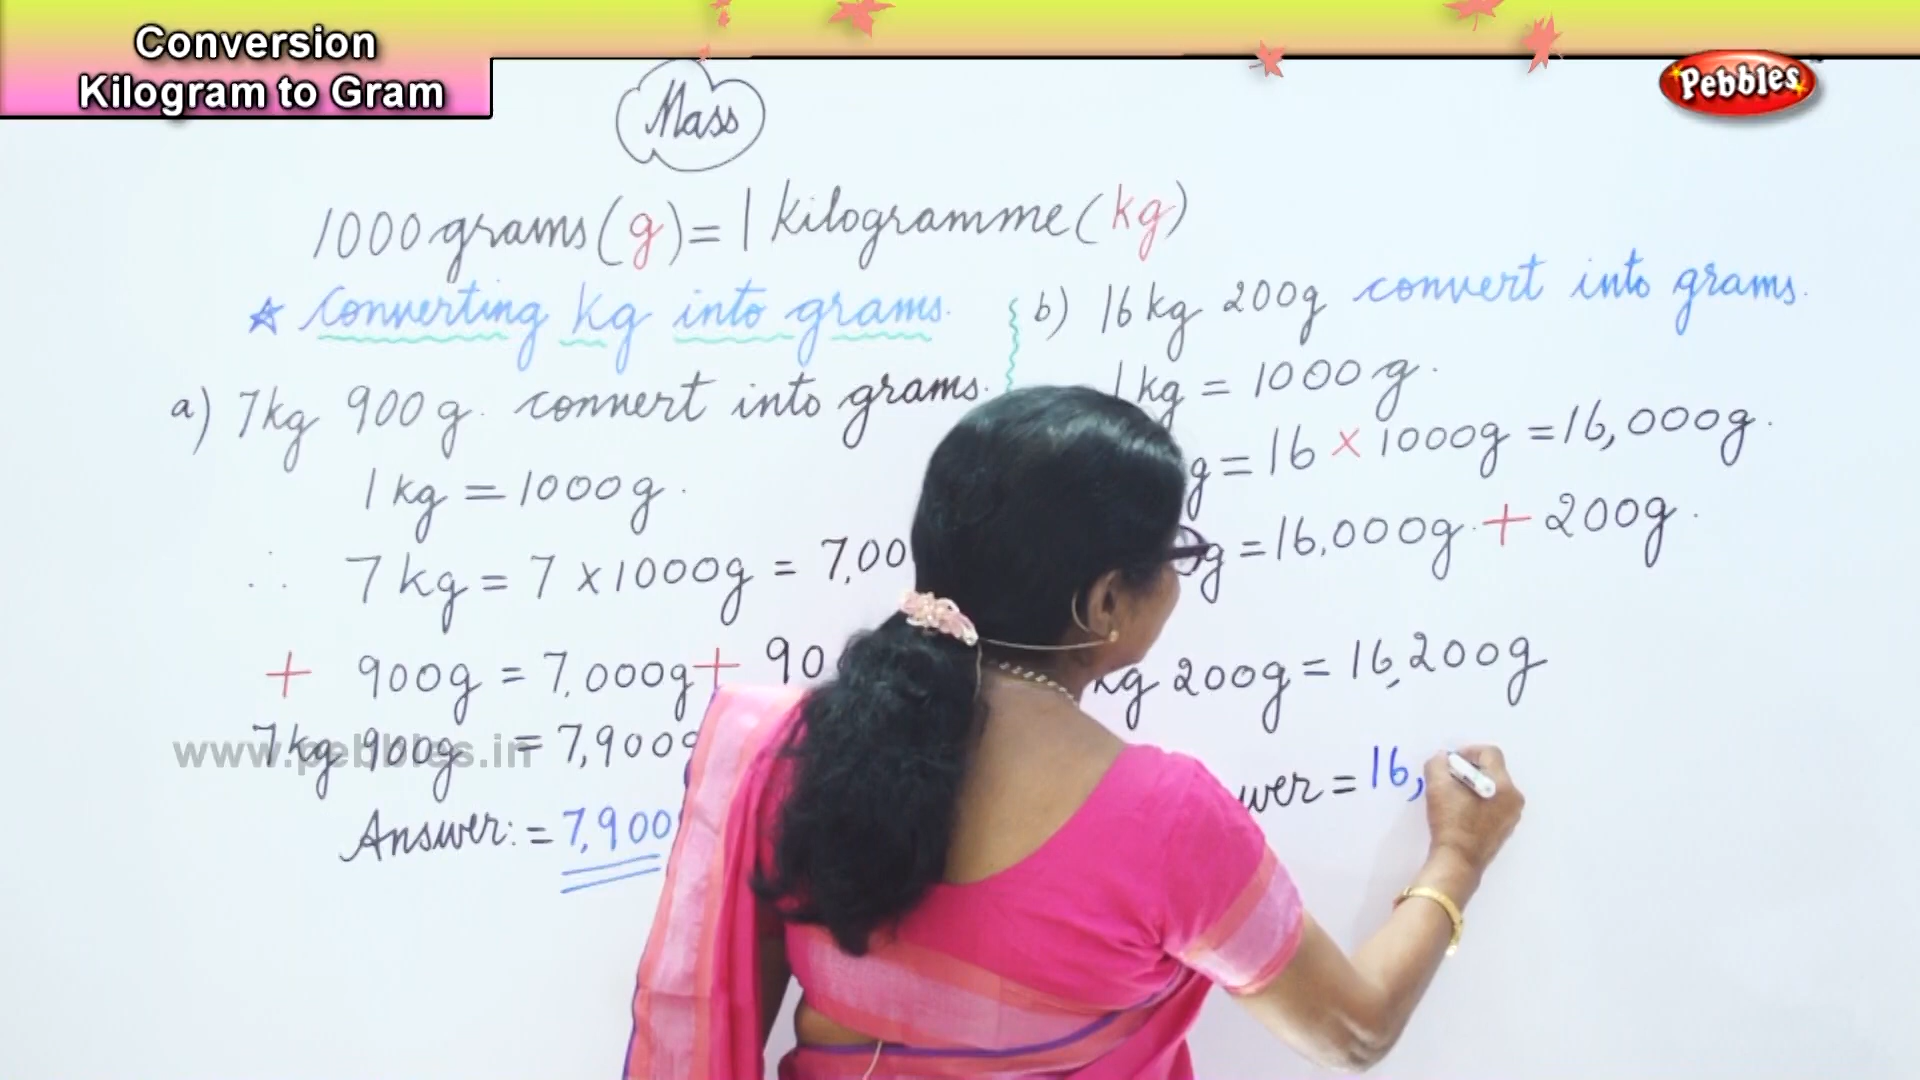 Conversion
Kilogram to Gram
Pebbles
Mass
1000 grams (g) = 1 kilogramme (kg)
☆ Converting kg into grams.
a) 7kg 900g. convert into grams.
1 kg = 1000g.
∴ 7 kg = 7 x 1000g = 7,00
+ 900g = 7,000g + 90
7kg 900g = 7,900g
Answer: = 7,900
b) 16 kg 200g convert into grams.
1 kg = 1000 g.
g = 16 x 1000g = 16,000g.
g = 16,000g + 200g.
kg 200g = 16,200g
wer = 16,
www.pebbles.in